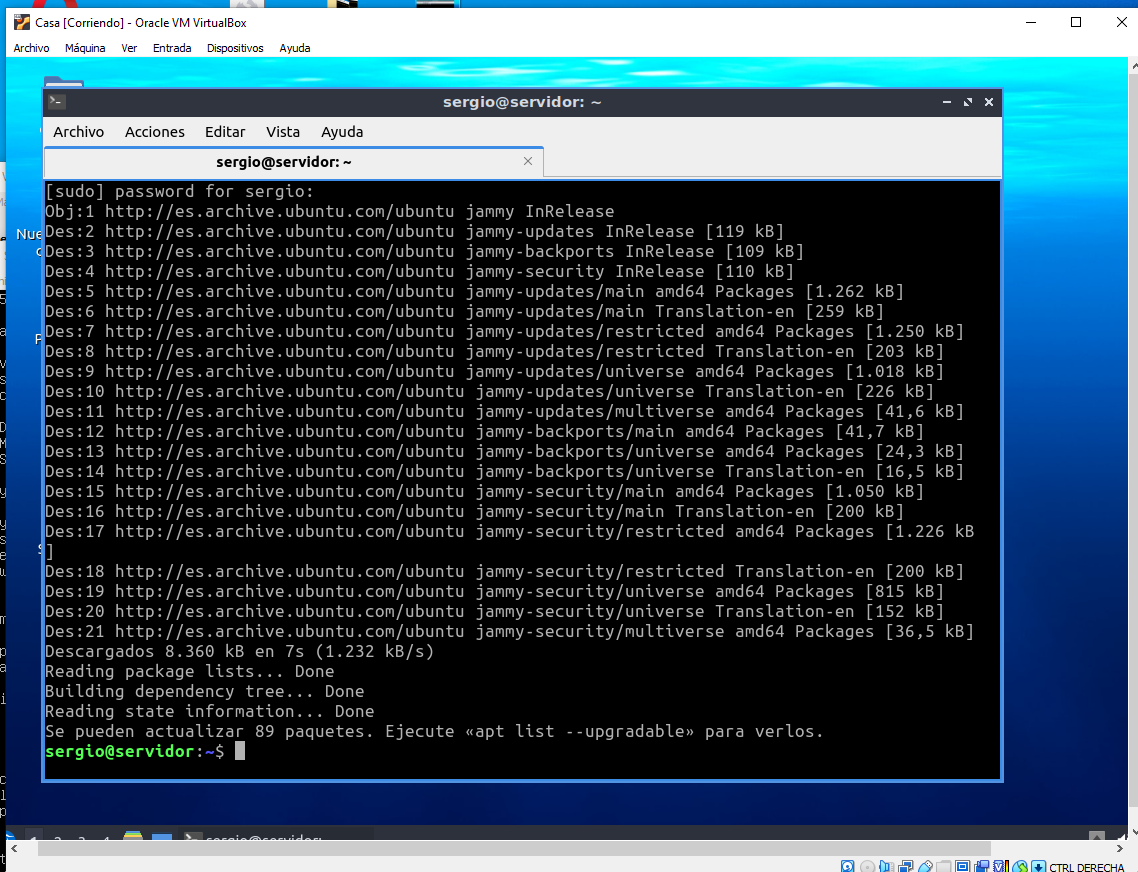 Casa [Corriendo] - Oracle VM VirtualBox
Archivo Máquina Ver Entrada Dispositivos Ayuda
sergio@servidor: ~
Archivo Acciones Editar Vista Ayuda
sergio@servidor: ~
Nue
[sudo] password for sergio:
Obj:1 http://es.archive.ubuntu.com/ubuntu jammy InRelease
Des:2 http://es.archive.ubuntu.com/ubuntu jammy-updates InRelease [119 kB]
Des:3 http://es.archive.ubuntu.com/ubuntu jammy-backports InRelease [109 kB]
Des:4 http://es.archive.ubuntu.com/ubuntu jammy-security InRelease [110 kB]
Des:5 http://es.archive.ubuntu.com/ubuntu jammy-updates/main amd64 Packages [1.262 kB]
Des:6 http://es.archive.ubuntu.com/ubuntu jammy-updates/main Translation-en [259 kB]
Des:7 http://es.archive.ubuntu.com/ubuntu jammy-updates/restricted amd64 Packages [1.250 kB]
Des:8 http://es.archive.ubuntu.com/ubuntu jammy-updates/restricted Translation-en [203 kB]
Des:9 http://es.archive.ubuntu.com/ubuntu jammy-updates/universe amd64 Packages [1.018 kB]
Des:10 http://es.archive.ubuntu.com/ubuntu jammy-updates/universe Translation-en [226 kB]
Des:11 http://es.archive.ubuntu.com/ubuntu jammy-updates/multiverse amd64 Packages [41,6 kB]
Des:12 http://es.archive.ubuntu.com/ubuntu jammy-backports/main amd64 Packages [41,7 kB]
Des:13 http://es.archive.ubuntu.com/ubuntu jammy-backports/universe amd64 Packages [24,3 kB]
Des:14 http://es.archive.ubuntu.com/ubuntu jammy-backports/universe Translation-en [16,5 kB]
Des:15 http://es.archive.ubuntu.com/ubuntu jammy-security/main amd64 Packages [1.050 kB]
Des:16 http://es.archive.ubuntu.com/ubuntu jammy-security/main Translation-en [200 kB]
Des:17 http://es.archive.ubuntu.com/ubuntu jammy-security/restricted amd64 Packages [1.226 kB
]
Des:18 http://es.archive.ubuntu.com/ubuntu jammy-security/restricted Translation-en [200 kB]
Des:19 http://es.archive.ubuntu.com/ubuntu jammy-security/universe amd64 Packages [815 kB]
Des:20 http://es.archive.ubuntu.com/ubuntu jammy-security/universe Translation-en [152 kB]
Des:21 http://es.archive.ubuntu.com/ubuntu jammy-security/multiverse amd64 Packages [36,5 kB]
Descargados 8.360 kB en 7s (1.232 kB/s)
Reading package lists... Done
Building dependency tree... Done
Reading state information... Done
Se pueden actualizar 89 paquetes. Ejecute «apt list --upgradable» para verlos.
sergio@servidor:~$
sergio@servidor:
CTRL DERECHA